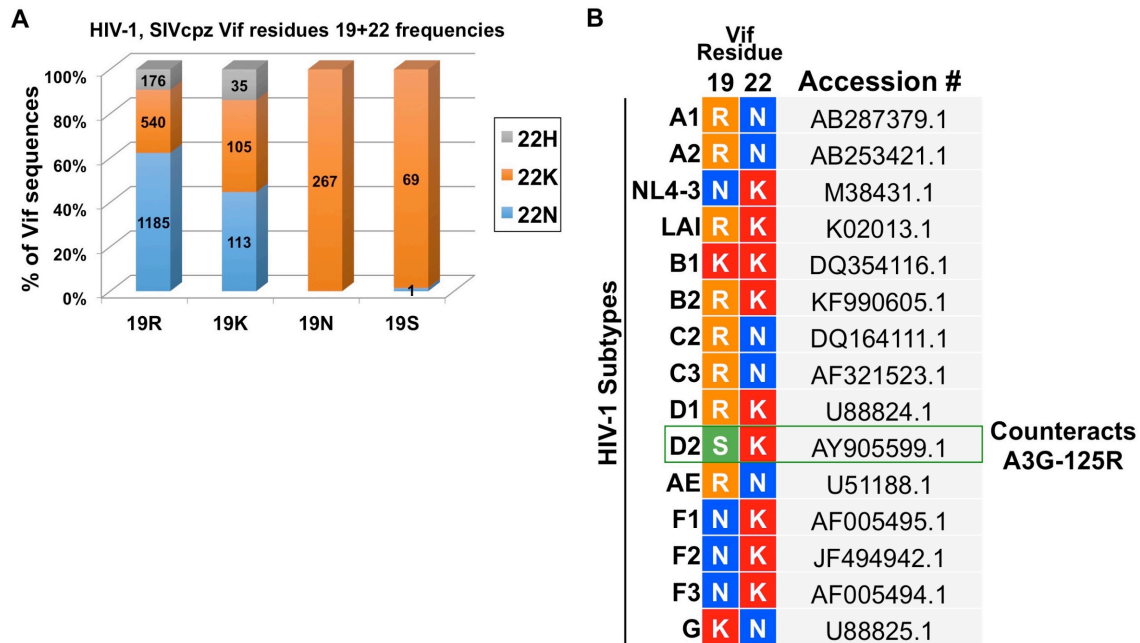 A
HIV-1, SIVcpz Vif residues 19+22 frequencies
% of Vif sequences
100%
80%
60%
40%
20%
0%
176
540
1185
35
105
113
267
69
1
19R 19K 19N 19S
22H
22K
22N
B
Vif
Residue
19 22 Accession #
HIV-1 Subtypes
A1 R N AB287379.1
A2 R N AB253421.1
NL4-3 N K M38431.1
LAI R K K02013.1
B1 K K DQ354116.1
B2 R K KF990605.1
C2 R N DQ164111.1
C3 R N AF321523.1
D1 R K U88824.1
D2 S K AY905599.1
Counteracts
A3G-125R
AE R N U51188.1
F1 N K AF005495.1
F2 N K JF494942.1
F3 N K AF005494.1
G K N U88825.1